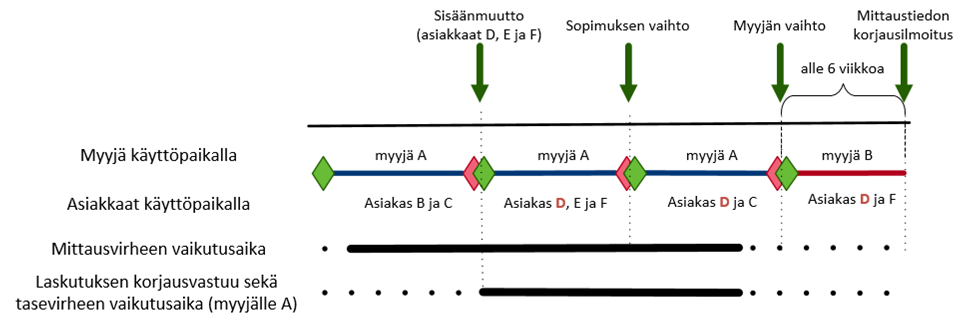 Sisäänmuutto
(asiakkaat D, E ja F)
Sopimuksen vaihto
Myyjän vaihto
Mittaustiedon
korjausilmoitus
alle 6 viikkoa
Myyjä käyttöpaikalla
myyjä A
myyjä A
myyjä A
myyjä B
Asiakkaat käyttöpaikalla
Asiakas B ja C
Asiakas D, E ja F
Asiakas D ja C
Asiakas D ja F
Mittausvirheen vaikutusaika
Laskutuksen korjausvastuu sekä
tasevirheen vaikutusaika (myyjälle A)